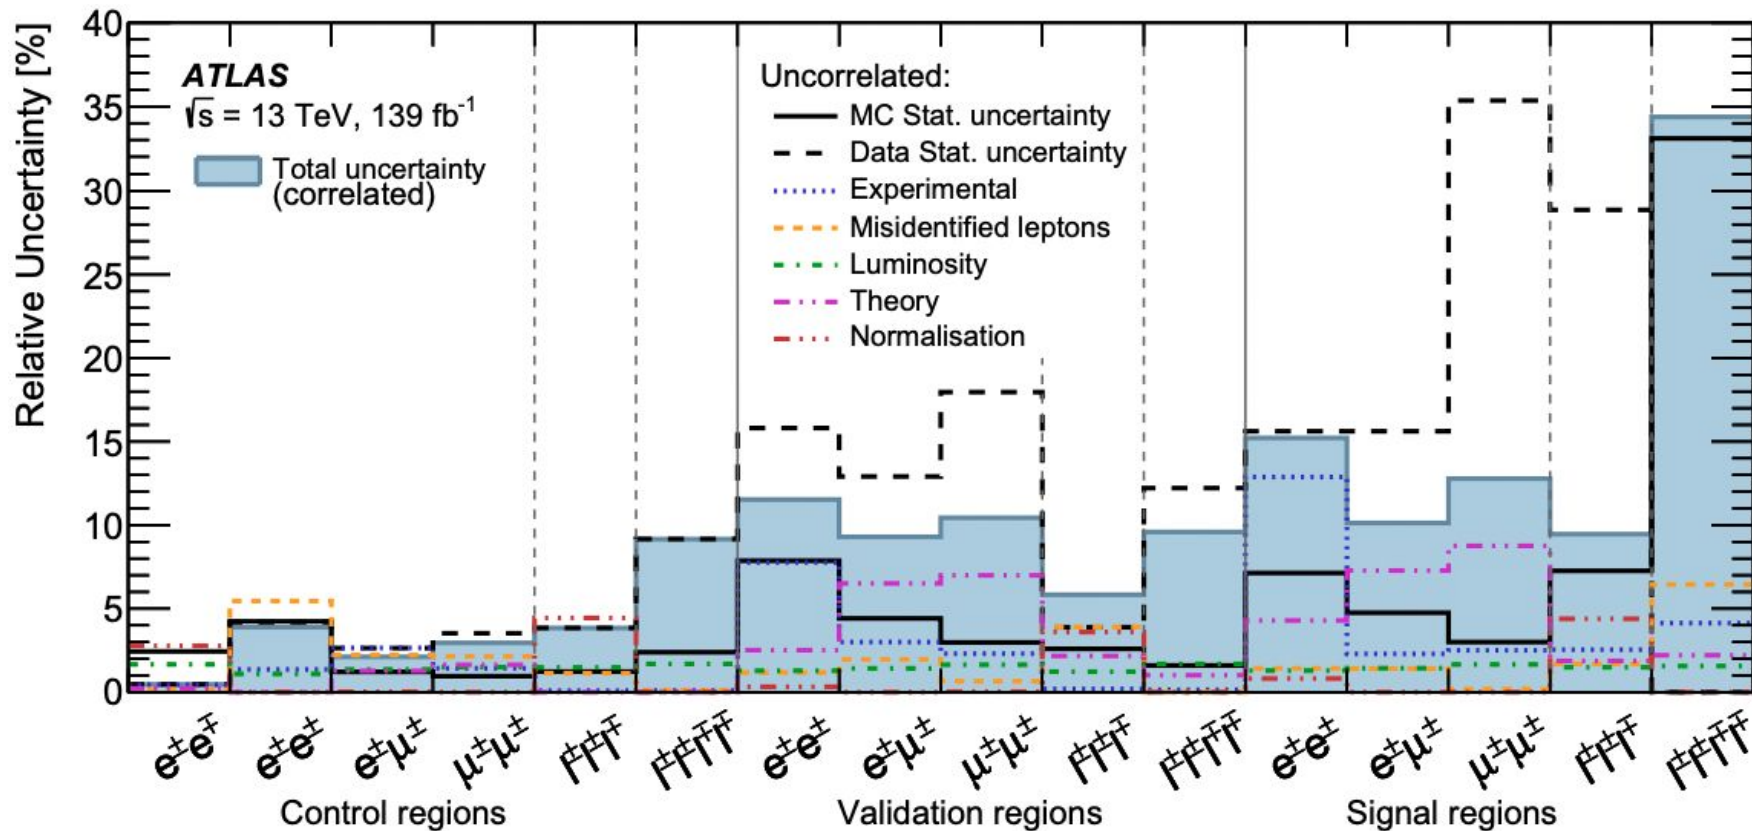 Relative Uncertainty [%]
40
35
30
25
20
15
10
5
0
ATLAS
√s = 13 TeV, 139 fb⁻¹
Total uncertainty
(correlated)
Uncorrelated:
MC Stat. uncertainty
Data Stat. uncertainty
Experimental
Misidentified leptons
Luminosity
Theory
Normalisation
e±e∓
e±e±
e±μ±
μ±μ±
l±l±l∓
l±l±l∓l∓
e±e±
e±μ±
μ±μ±
l±l±l∓
l±l±l∓l∓
e±e±
e±μ±
μ±μ±
l±l±l∓
l±l±l∓l∓
Control regions
Validation regions
Signal regions